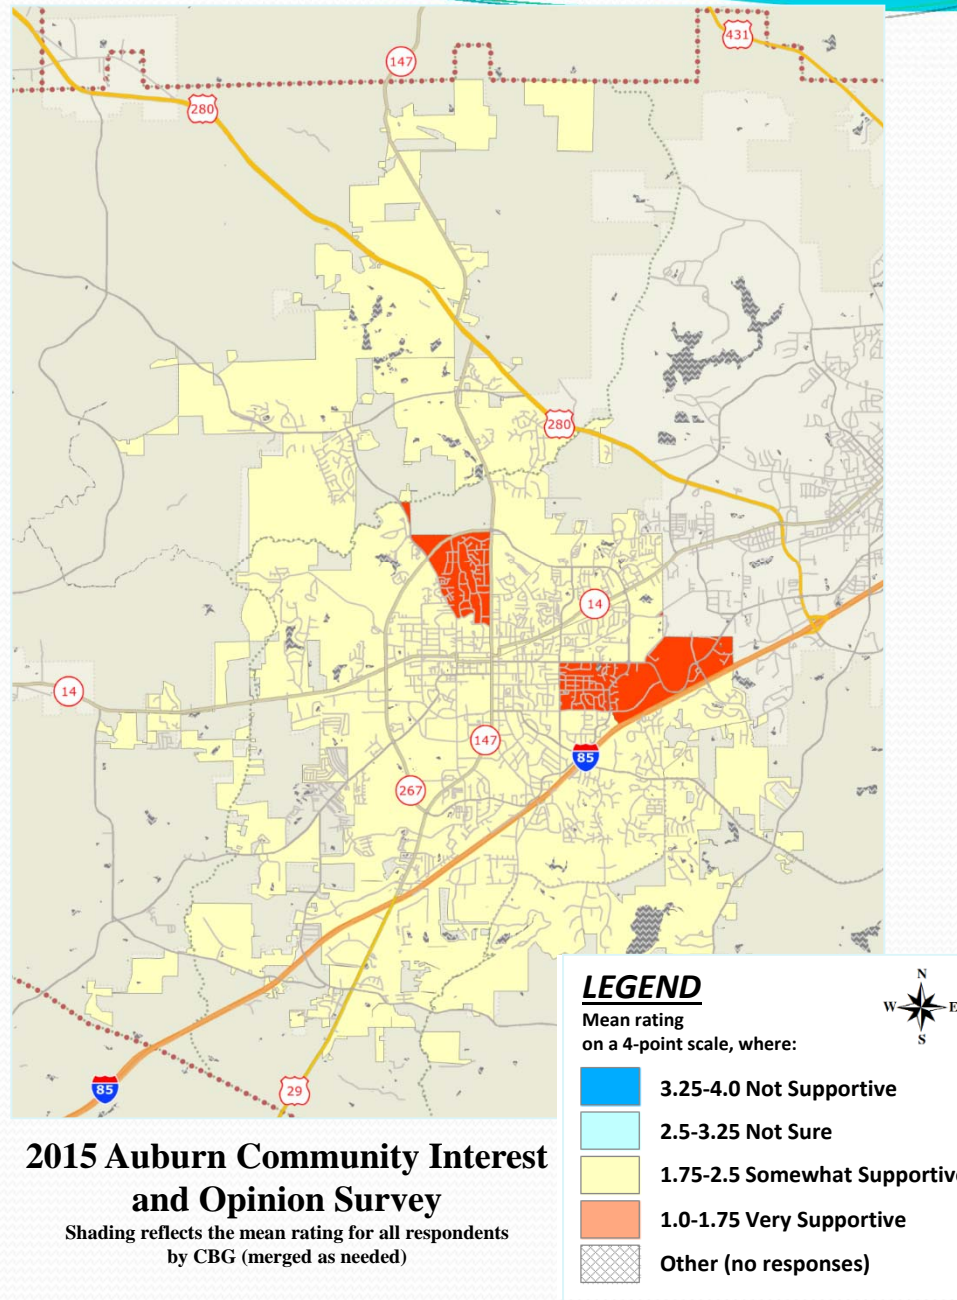 431
147
280
280
14
14
147
85
267
85
29
LEGEND
Mean rating
on a 4-point scale, where:
N
W E
S
3.25-4.0 Not Supportive
2.5-3.25 Not Sure
1.75-2.5 Somewhat Supportive
1.0-1.75 Very Supportive
Other (no responses)
2015 Auburn Community Interest
and Opinion Survey
Shading reflects the mean rating for all respondents
by CBG (merged as needed)